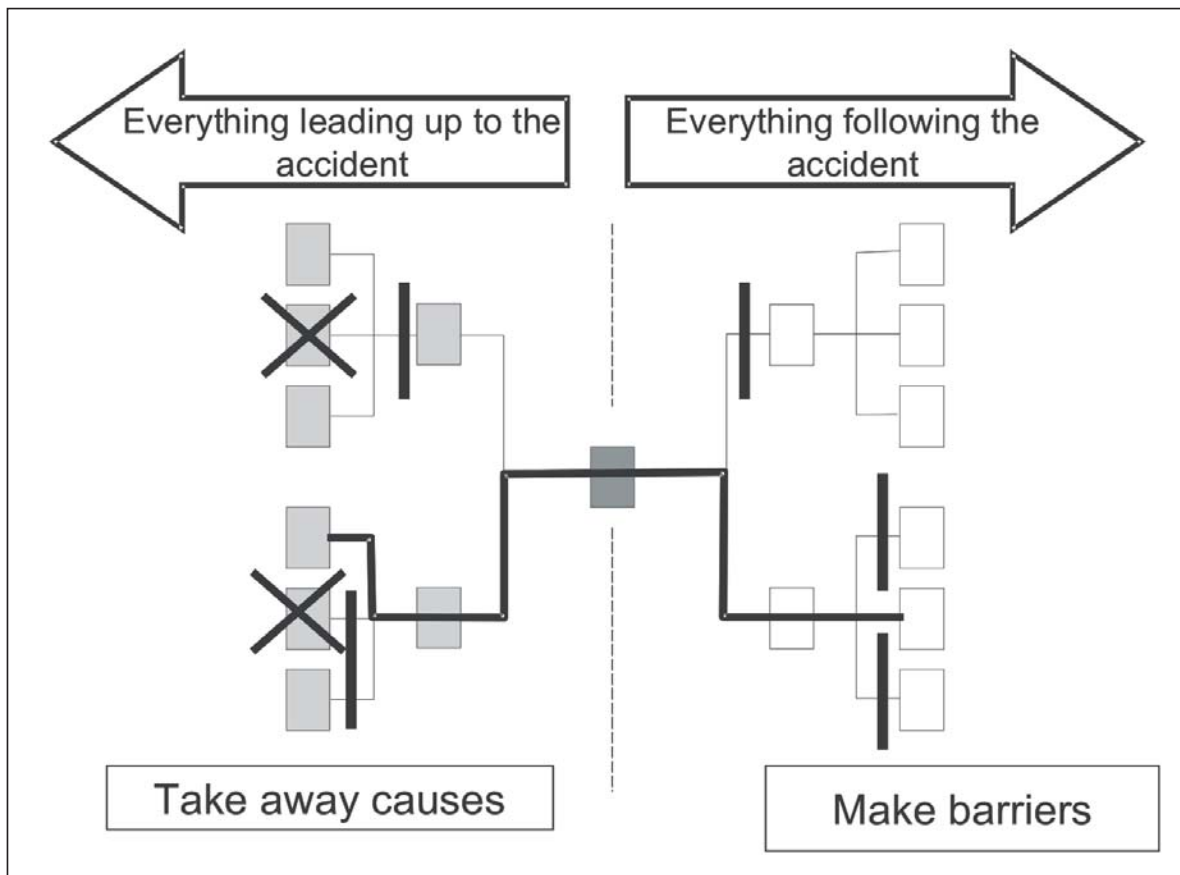 Everything leading up to the
accident
Everything following the
accident
Take away causes
Make barriers